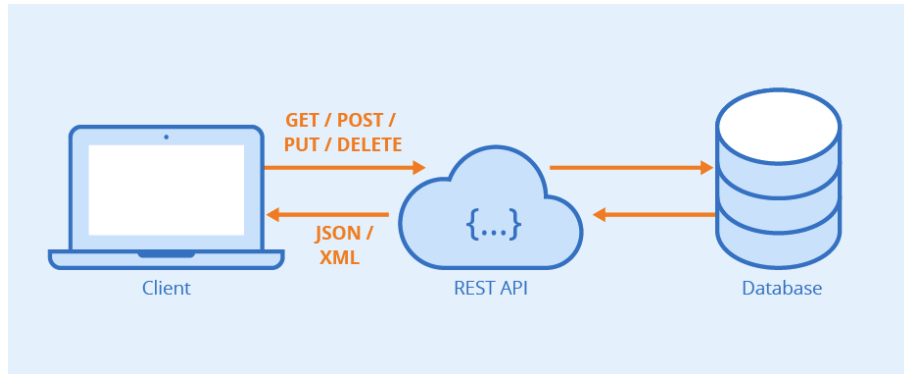 GET / POST /
PUT / DELETE
JSON /
XML
{...}
Client
REST API
Database